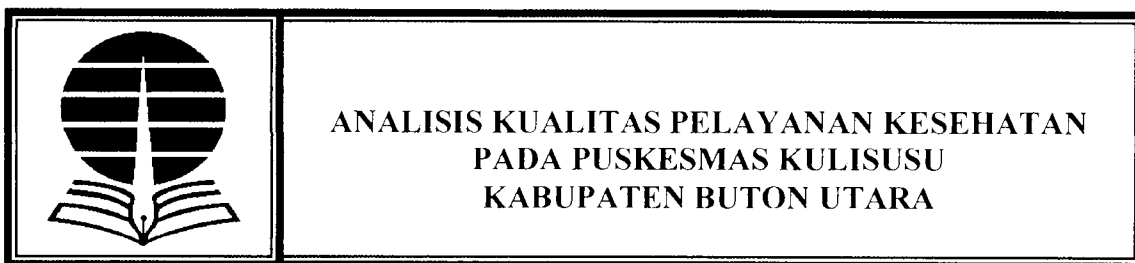 ANALISIS KUALITAS PELAYANAN KESEHATAN
PADA PUSKESMAS KULISUSU
KABUPATEN BUTON UTARA